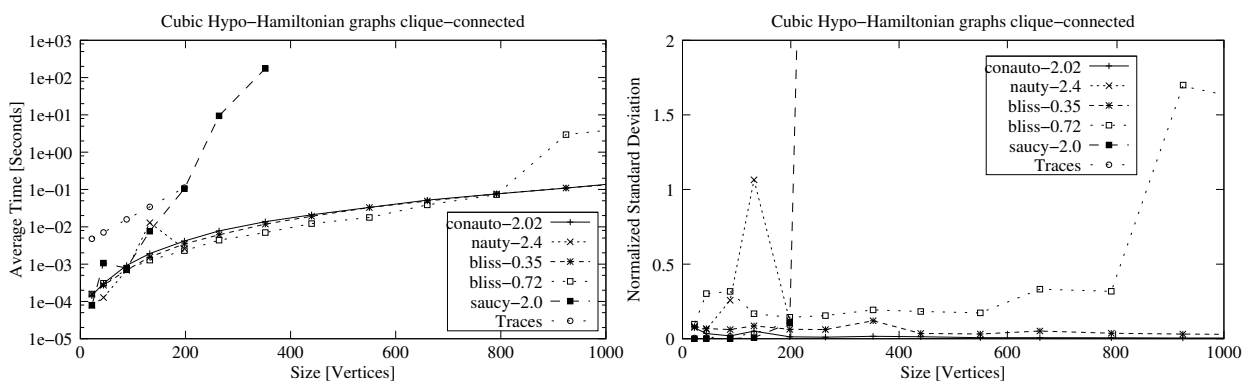 Cubic Hypo−Hamiltonian graphs clique−connected
1e+03
1e+02
1e+01
1e+00
1e−01
1e−02
1e−03
1e−04
1e−05
0
200
400
600
800
1000
Average Time [Seconds]
Size [Vertices]
conauto−2.02
nauty−2.4
bliss−0.35
bliss−0.72
saucy−2.0
Traces
Cubic Hypo−Hamiltonian graphs clique−connected
2
1.5
1
0.5
0
0
200
400
600
800
1000
Normalized Standard Deviation
Size [Vertices]
conauto−2.02
nauty−2.4
bliss−0.35
bliss−0.72
saucy−2.0
Traces